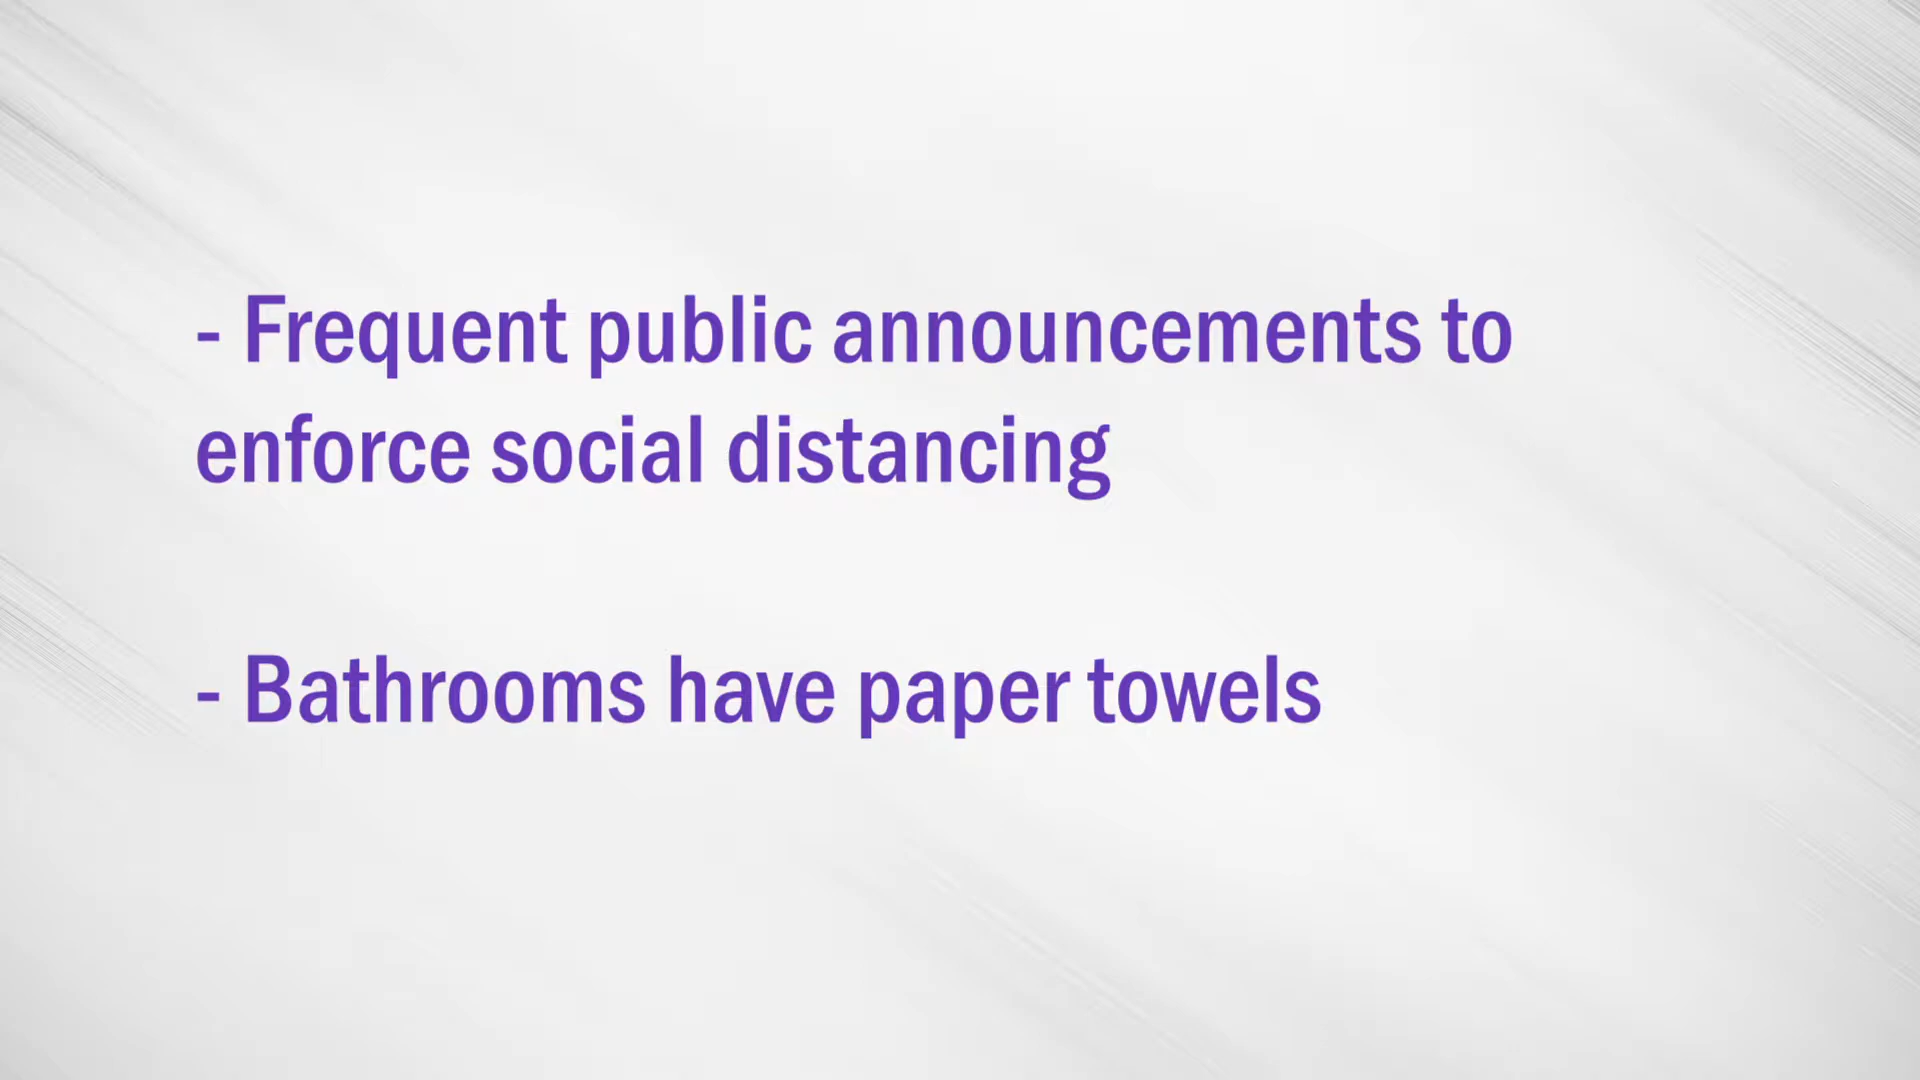 - Frequent public announcements to
enforce social distancing
- Bathrooms have paper towels